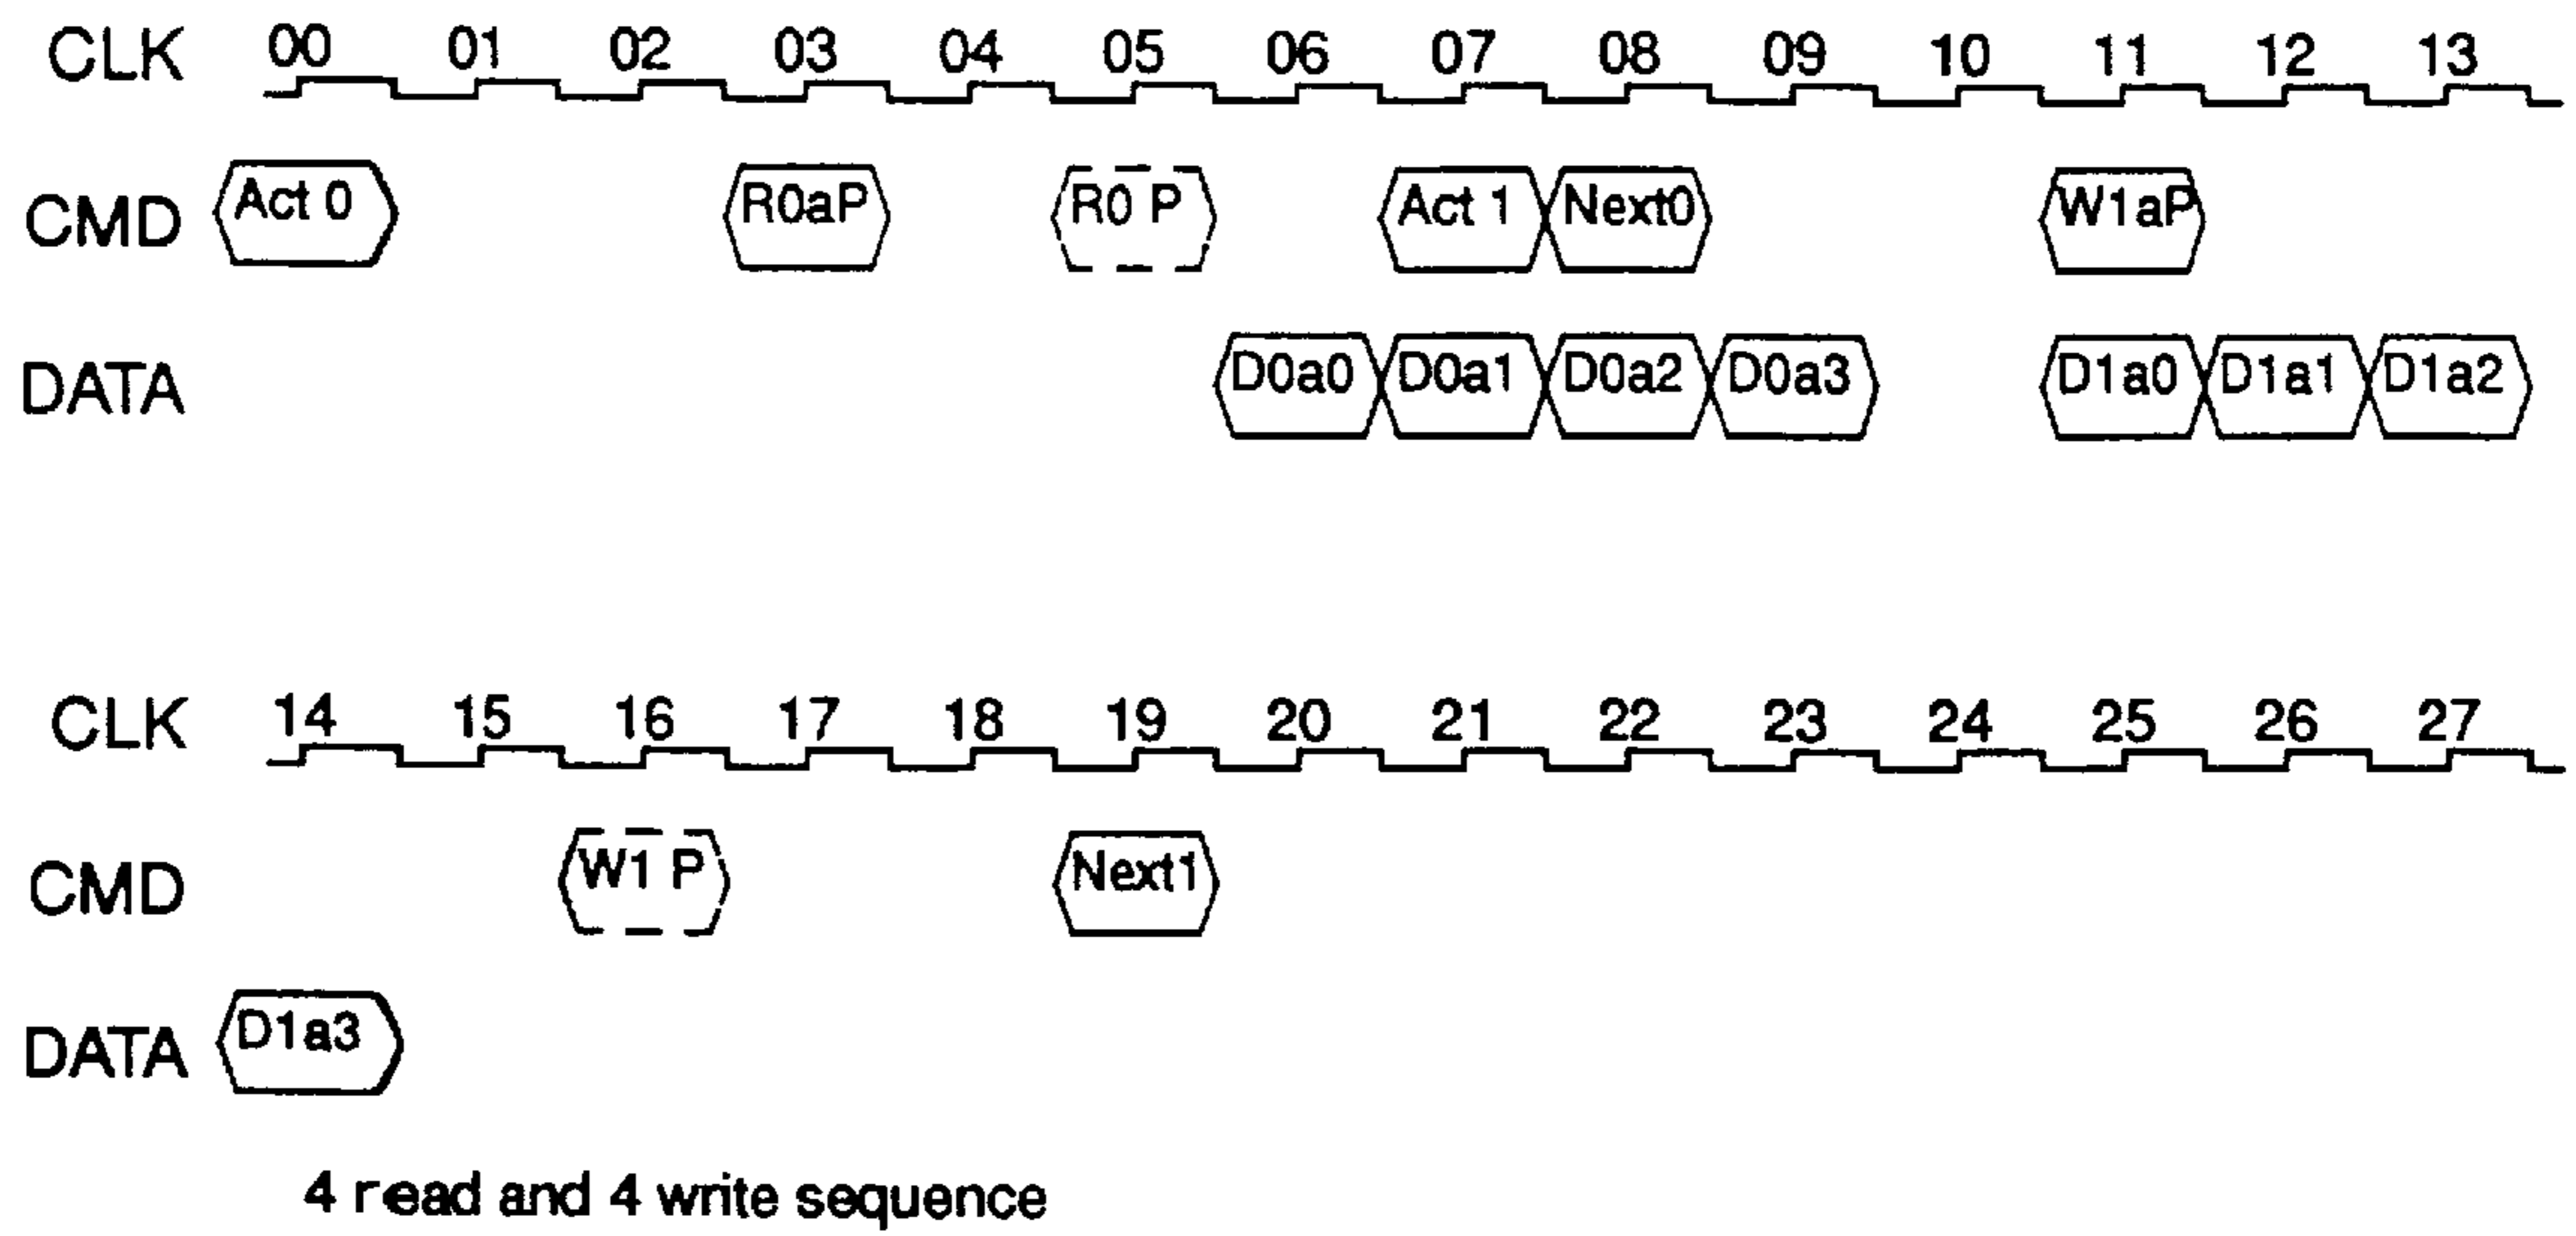 CLK 00 01 02 03 04 05 06 07 08 09 10 11 12 13
CMD Act 0 R0aP R0 P Act 1 Next0 W1aP
DATA D0a0 D0a1 D0a2 D0a3 D1a0 D1a1 D1a2
CLK 14 15 16 17 18 19 20 21 22 23 24 25 26 27
CMD W1 P Next1
DATA D1a3
4 read and 4 write sequence